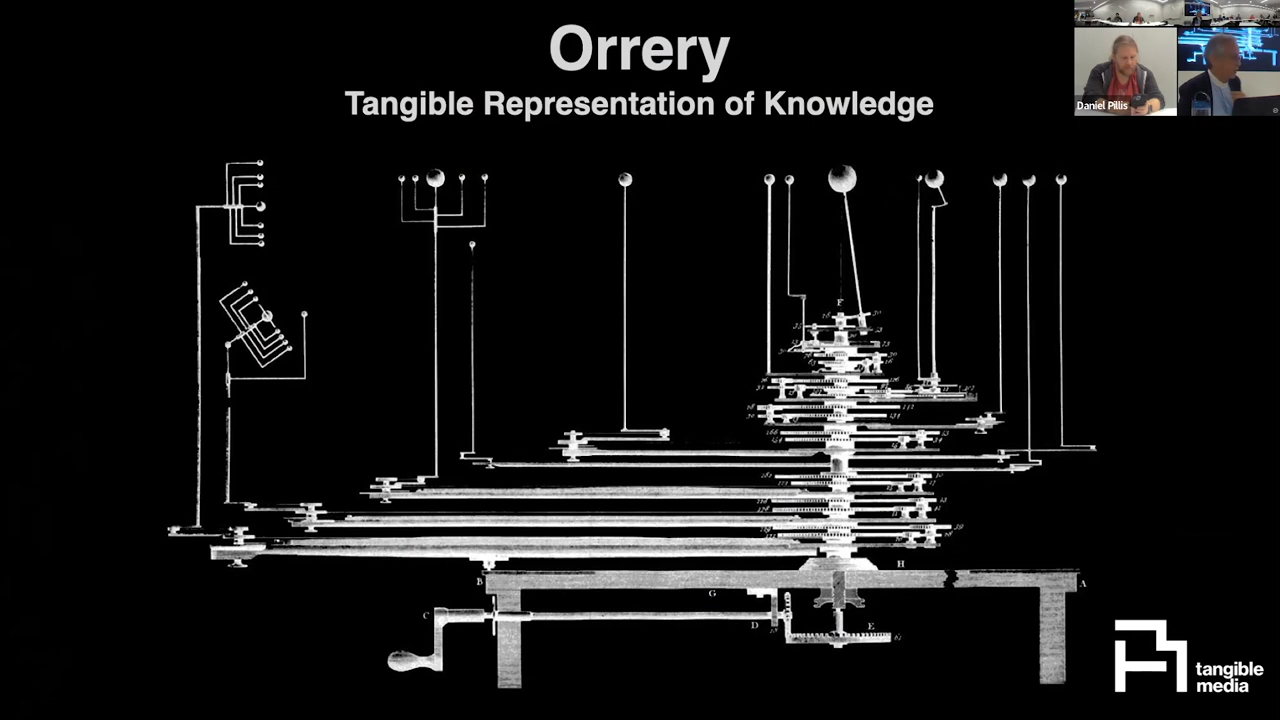 Orrery
Tangible Representation of Knowledge
Daniel Pillis
F
H
B
A
G
C
D
E
tangible
media